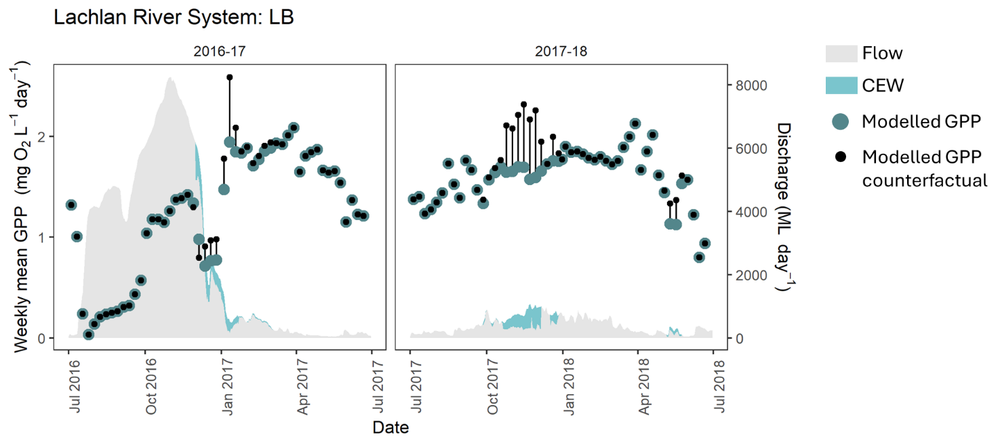 Lachlan River System: LB
2016-17
2017-18
Weekly mean GPP (mg O₂ L⁻¹ day⁻¹)
2
1
0
8000
6000
4000
2000
0
Discharge (ML day⁻¹)
Jul 2016
Oct 2016
Jan 2017
Apr 2017
Jul 2017
Jul 2017
Oct 2017
Jan 2018
Apr 2018
Jul 2018
Date
Flow
CEW
Modelled GPP
Modelled GPP
counterfactual